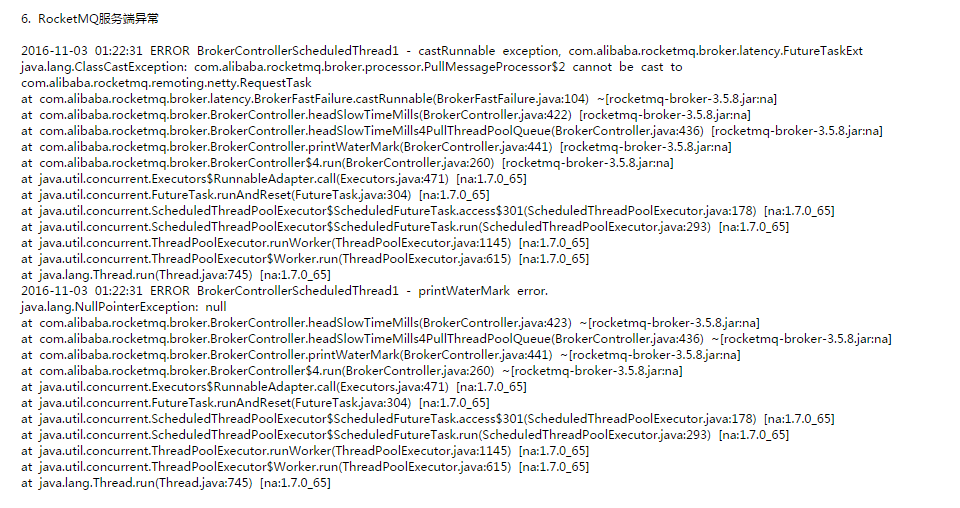 6. RocketMQ服务端异常
2016-11-03 01:22:31 ERROR BrokerControllerScheduledThread1 - castRunnable exception, com.alibaba.rocketmq.broker.latency.FutureTaskExt
java.lang.ClassCastException: com.alibaba.rocketmq.broker.processor.PullMessageProcessor$2 cannot be cast to
com.alibaba.rocketmq.remoting.netty.RequestTask
at com.alibaba.rocketmq.broker.latency.BrokerFastFailure.castRunnable(BrokerFastFailure.java:104) ~[rocketmq-broker-3.5.8.jar:na]
at com.alibaba.rocketmq.broker.BrokerController.headSlowTimeMills(BrokerController.java:422) [rocketmq-broker-3.5.8.jar:na]
at com.alibaba.rocketmq.broker.BrokerController.headSlowTimeMills4PullThreadPoolQueue(BrokerController.java:436) [rocketmq-broker-3.5.8.jar:na]
at com.alibaba.rocketmq.broker.BrokerController.printWaterMark(BrokerController.java:441) [rocketmq-broker-3.5.8.jar:na]
at com.alibaba.rocketmq.broker.BrokerController$4.run(BrokerController.java:260) [rocketmq-broker-3.5.8.jar:na]
at java.util.concurrent.Executors$RunnableAdapter.call(Executors.java:471) [na:1.7.0_65]
at java.util.concurrent.FutureTask.runAndReset(FutureTask.java:304) [na:1.7.0_65]
at java.util.concurrent.ScheduledThreadPoolExecutor$ScheduledFutureTask.access$301(ScheduledThreadPoolExecutor.java:178) [na:1.7.0_65]
at java.util.concurrent.ScheduledThreadPoolExecutor$ScheduledFutureTask.run(ScheduledThreadPoolExecutor.java:293) [na:1.7.0_65]
at java.util.concurrent.ThreadPoolExecutor.runWorker(ThreadPoolExecutor.java:1145) [na:1.7.0_65]
at java.util.concurrent.ThreadPoolExecutor$Worker.run(ThreadPoolExecutor.java:615) [na:1.7.0_65]
at java.lang.Thread.run(Thread.java:745) [na:1.7.0_65]
2016-11-03 01:22:31 ERROR BrokerControllerScheduledThread1 - printWaterMark error.
java.lang.NullPointerException: null
at com.alibaba.rocketmq.broker.BrokerController.headSlowTimeMills(BrokerController.java:423) ~[rocketmq-broker-3.5.8.jar:na]
at com.alibaba.rocketmq.broker.BrokerController.headSlowTimeMills4PullThreadPoolQueue(BrokerController.java:436) ~[rocketmq-broker-3.5.8.jar:na]
at com.alibaba.rocketmq.broker.BrokerController.printWaterMark(BrokerController.java:441) ~[rocketmq-broker-3.5.8.jar:na]
at com.alibaba.rocketmq.broker.BrokerController$4.run(BrokerController.java:260) ~[rocketmq-broker-3.5.8.jar:na]
at java.util.concurrent.Executors$RunnableAdapter.call(Executors.java:471) [na:1.7.0_65]
at java.util.concurrent.FutureTask.runAndReset(FutureTask.java:304) [na:1.7.0_65]
at java.util.concurrent.ScheduledThreadPoolExecutor$ScheduledFutureTask.access$301(ScheduledThreadPoolExecutor.java:178) [na:1.7.0_65]
at java.util.concurrent.ScheduledThreadPoolExecutor$ScheduledFutureTask.run(ScheduledThreadPoolExecutor.java:293) [na:1.7.0_65]
at java.util.concurrent.ThreadPoolExecutor.runWorker(ThreadPoolExecutor.java:1145) [na:1.7.0_65]
at java.util.concurrent.ThreadPoolExecutor$Worker.run(ThreadPoolExecutor.java:615) [na:1.7.0_65]
at java.lang.Thread.run(Thread.java:745) [na:1.7.0_65]